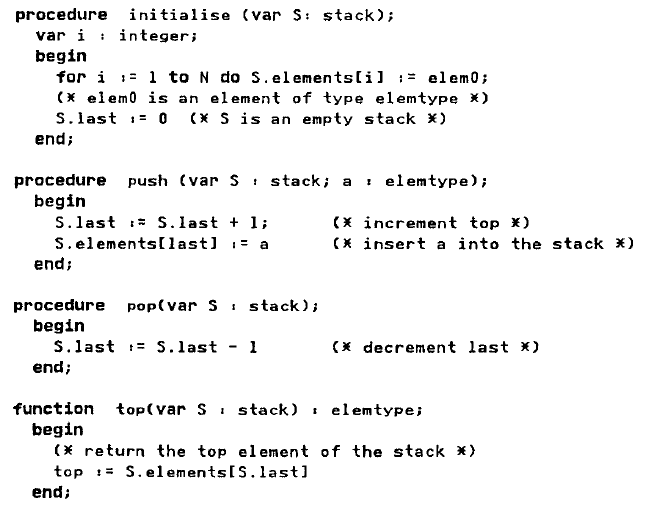 procedure initialise (var S: stack);
var i : integer;
begin
for i := 1 to N do S.elements[i] := elem0;
(* elem0 is an element of type elemtype *)
S.last := 0 (* S is an empty stack *)
end;
procedure push (var S : stack; a : elemtype);
begin
S.last := S.last + 1; (* increment top *)
S.elements[last] := a (* insert a into the stack *)
end;
procedure pop(var S : stack);
begin
S.last := S.last - 1 (* decrement last *)
end;
function top(var S : stack) : elemtype;
begin
(* return the top element of the stack *)
top := S.elements[S.last]
end;